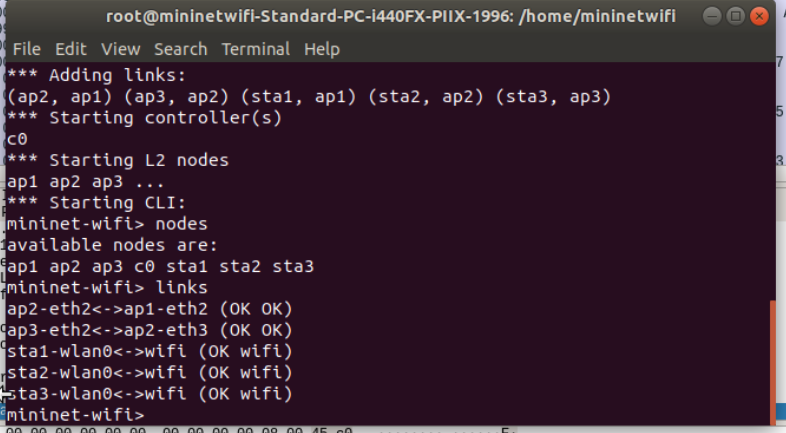 root@mininetwifi-Standard-PC-i440FX-PIIX-1996: /home/mininetwifi
File Edit View Search Terminal Help
*** Adding links:
(ap2, ap1) (ap3, ap2) (sta1, ap1) (sta2, ap2) (sta3, ap3)
*** Starting controller(s)
c0
*** Starting L2 nodes
ap1 ap2 ap3 ...
*** Starting CLI:
mininet-wifi> nodes
available nodes are:
ap1 ap2 ap3 c0 sta1 sta2 sta3
mininet-wifi> links
ap2-eth2<->ap1-eth2 (OK OK)
ap3-eth2<->ap2-eth3 (OK OK)
sta1-wlan0<->wifi (OK wifi)
sta2-wlan0<->wifi (OK wifi)
sta3-wlan0<->wifi (OK wifi)
mininet-wifi>